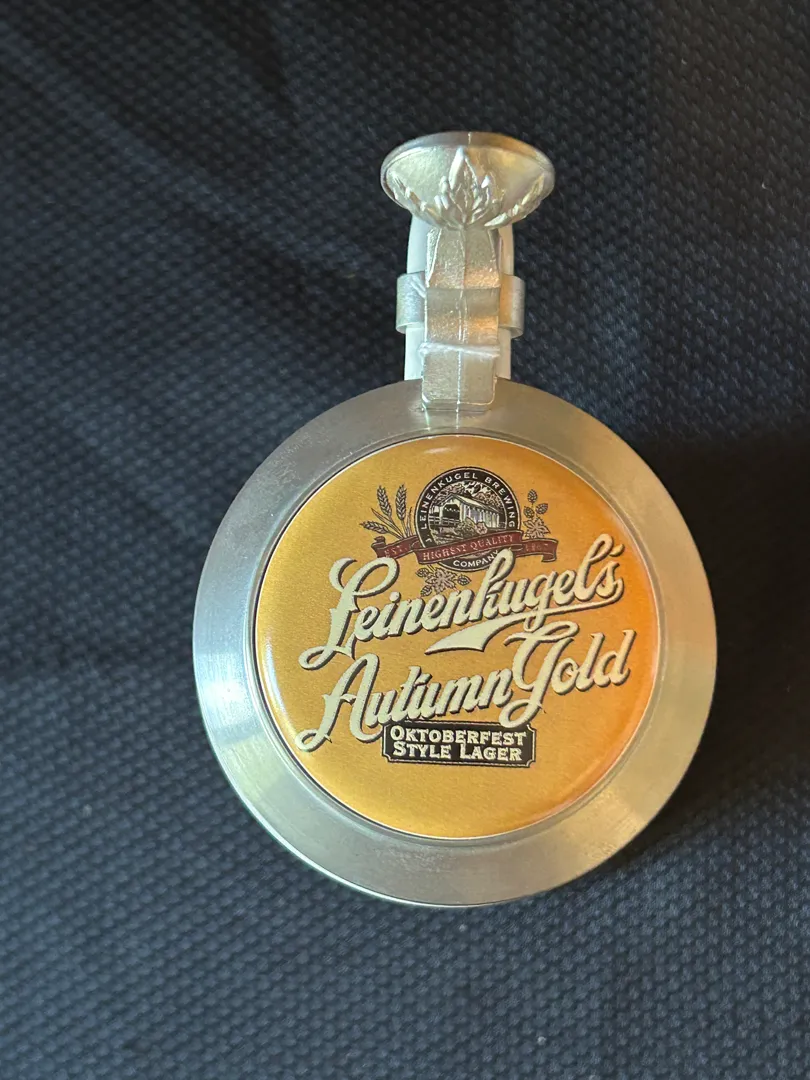 LEINENKUGEL BREWING
EST.
HIGHEST QUALITY
COMPANY
Leinenkugel's
Autumn Gold
OKTOBERFEST
STYLE LAGER